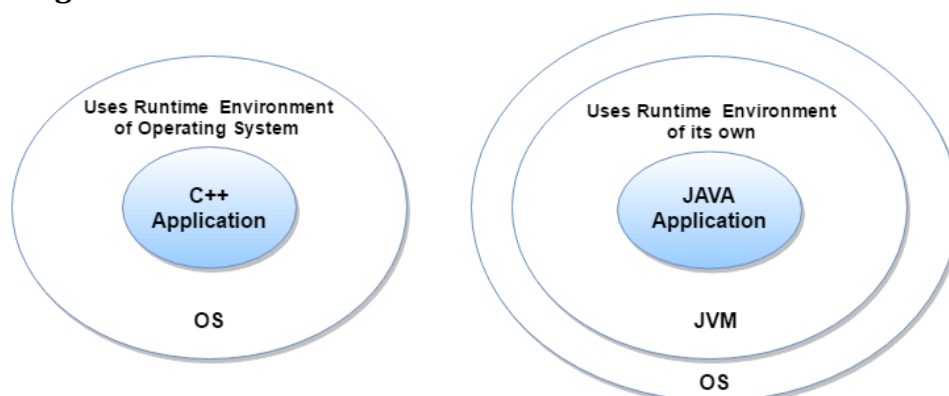 Uses Runtime Environment
of Operating System
C++
Application
OS
Uses Runtime Environment
of its own
JAVA
Application
JVM
OS